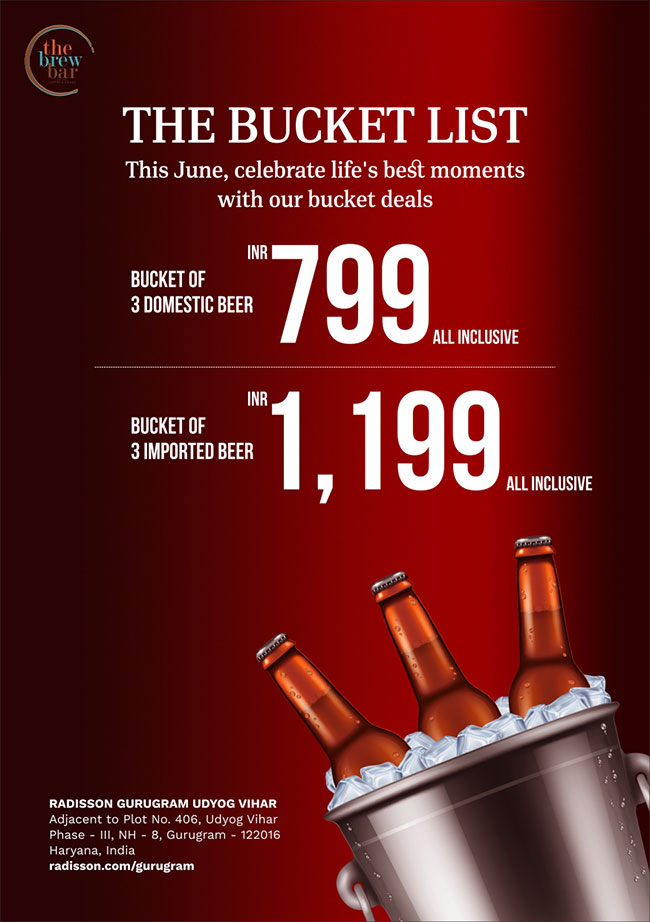 the
brew
bar
THE BUCKET LIST
This June, celebrate life's best moments
with our bucket deals
BUCKET OF
3 DOMESTIC BEER
INR 799 ALL INCLUSIVE
BUCKET OF
3 IMPORTED BEER
INR 1,199 ALL INCLUSIVE
RADISSON GURUGRAM UDYOG VIHAR
Adjacent to Plot No. 406, Udyog Vihar
Phase - III, NH - 8, Gurugram - 122016
Haryana, India
radisson.com/gurugram